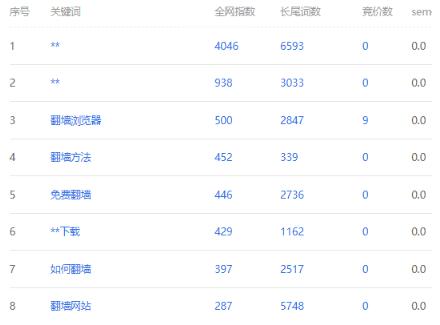 序号 关键词 全网指数 长尾词数 竞价数 sem
1 ** 4046 6593 0 0.0
2 ** 938 3033 0 0.0
3 翻墙浏览器 500 2847 9 0.0
4 翻墙方法 452 339 0 0.0
5 免费翻墙 446 2736 0 0.0
6 **下载 429 1162 0 0.0
7 如何翻墙 397 2517 0 0.0
8 翻墙网站 287 5748 0 0.0